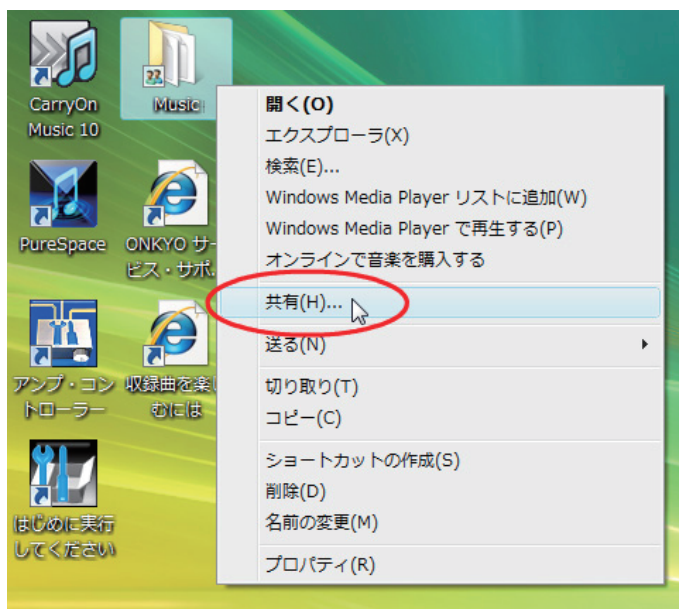 CarryOn
Music 10
Music
PureSpace
ONKYO サー
ビス・サポ.
アンプ・コン
トローラー
収録曲を楽し
むには
はじめに実行
してください
開く(O)
エクスプローラ(X)
検索(E)...
Windows Media Player リストに追加(W)
Windows Media Player で再生する(P)
オンラインで音楽を購入する
共有(H)...
送る(N)
切り取り(T)
コピー(C)
ショートカットの作成(S)
削除(D)
名前の変更(M)
プロパティ(R)